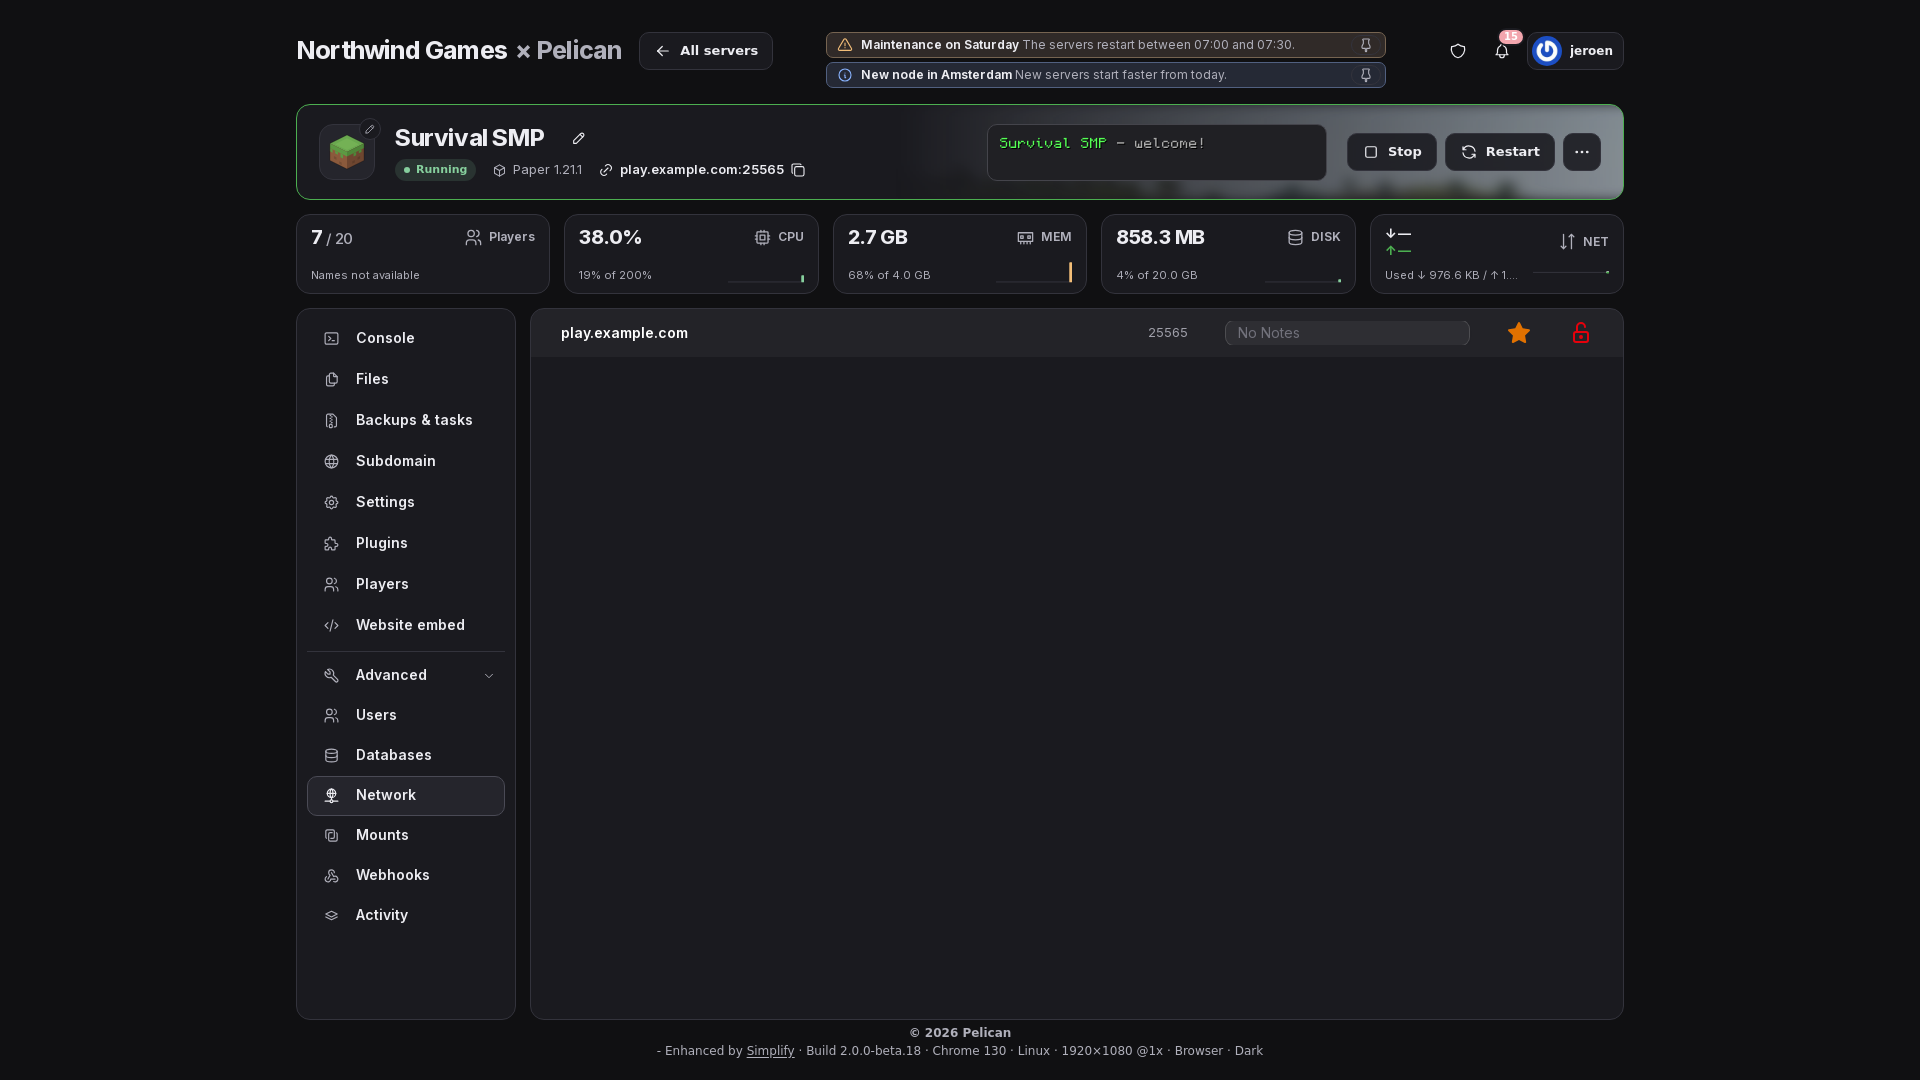 Northwind Games × Pelican
All servers
Maintenance on Saturday The servers restart between 07:00 and 07:30.
New node in Amsterdam New servers start faster from today.
15
jeroen
Survival SMP
Running
Paper 1.21.1
play.example.com:25565
Survival SMP – welcome!
Stop
Restart
7 / 20
Players
Names not available
38.0%
CPU
19% of 200%
2.7 GB
MEM
68% of 4.0 GB
858.3 MB
DISK
4% of 20.0 GB
↓—
↑—
NET
Used ↓ 976.6 KB / ↑ 1....
Console
Files
Backups & tasks
Subdomain
Settings
Plugins
Players
Website embed
Advanced
Users
Databases
Network
Mounts
Webhooks
Activity
play.example.com
25565
No Notes
© 2026 Pelican
- Enhanced by Simplify · Build 2.0.0-beta.18 · Chrome 130 · Linux · 1920×1080 @1x · Browser · Dark